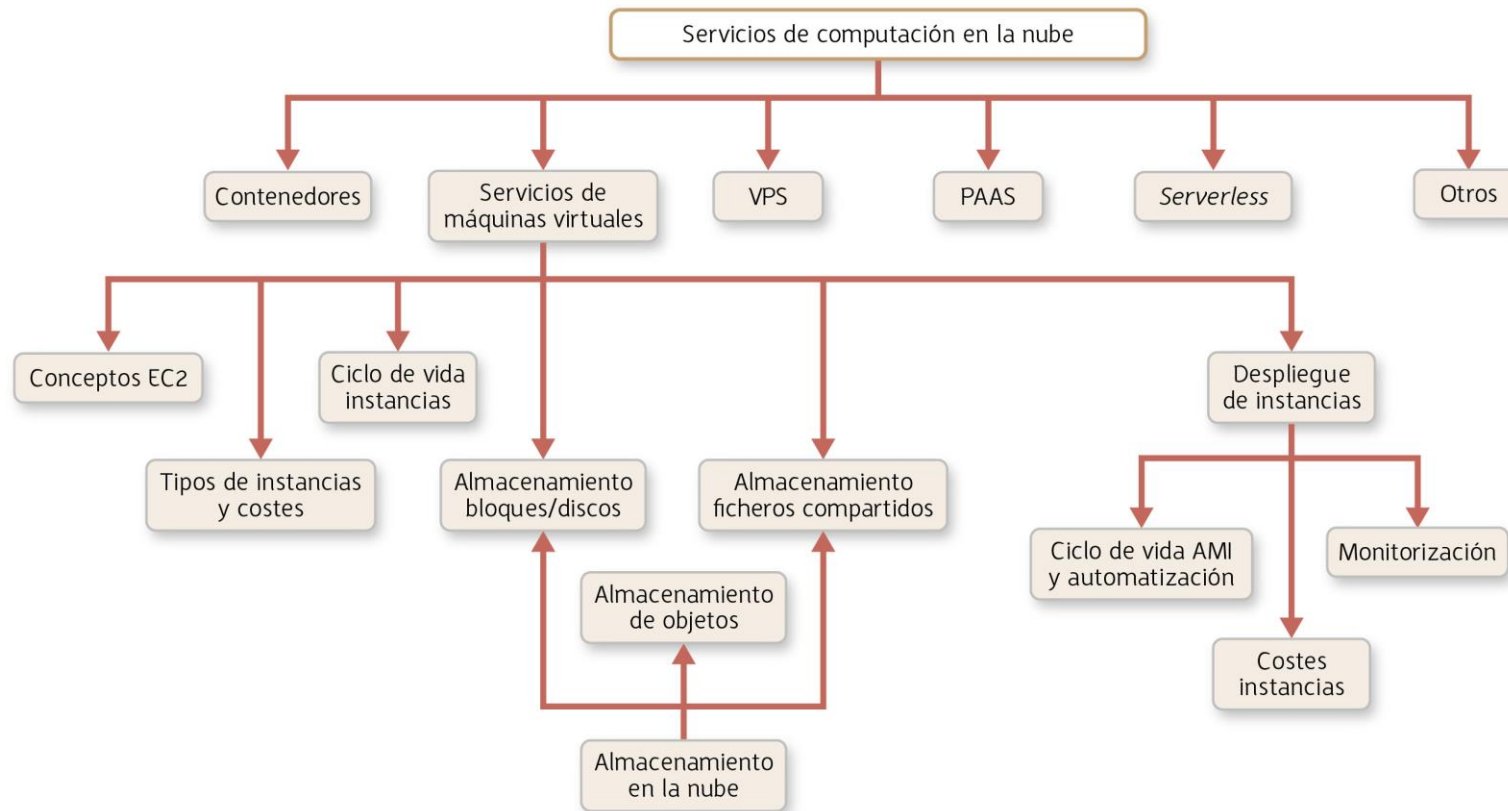 Servicios de computación en la nube
Contenedores
Servicios de
máquinas virtuales
VPS
PAAS
Serverless
Otros
Conceptos EC2
Ciclo de vida
instancias
Despliegue
de instancias
Tipos de instancias
y costes
Almacenamiento
bloques/discos
Almacenamiento
ficheros compartidos
Ciclo de vida AMI
y automatización
Monitorización
Almacenamiento
de objetos
Costes
instancias
Almacenamiento
en la nube